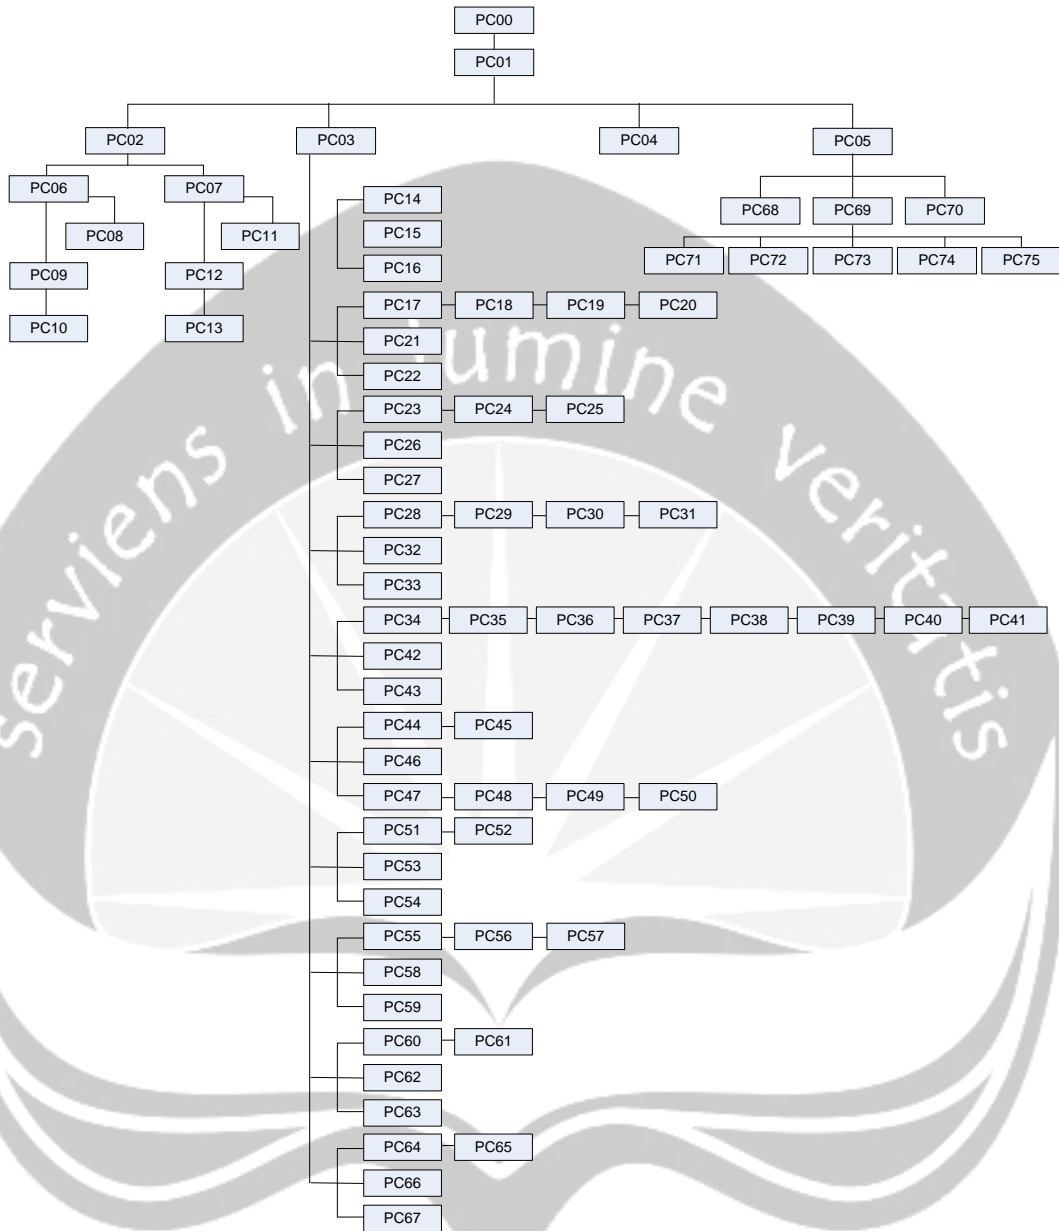 PC00
PC01
PC02 PC03 PC04 PC05
PC06 PC07
PC08 PC11
PC09 PC12
PC10 PC13
PC68 PC69 PC70
PC71 PC72 PC73 PC74 PC75
PC14
PC15
PC16
PC17 PC18 PC19 PC20
PC21
PC22
PC23 PC24 PC25
PC26
PC27
PC28 PC29 PC30 PC31
PC32
PC33
PC34 PC35 PC36 PC37 PC38 PC39 PC40 PC41
PC42
PC43
PC44 PC45
PC46
PC47 PC48 PC49 PC50
PC51 PC52
PC53
PC54
PC55 PC56 PC57
PC58
PC59
PC60 PC61
PC62
PC63
PC64 PC65
PC66
PC67
serviens in lumine veritatis